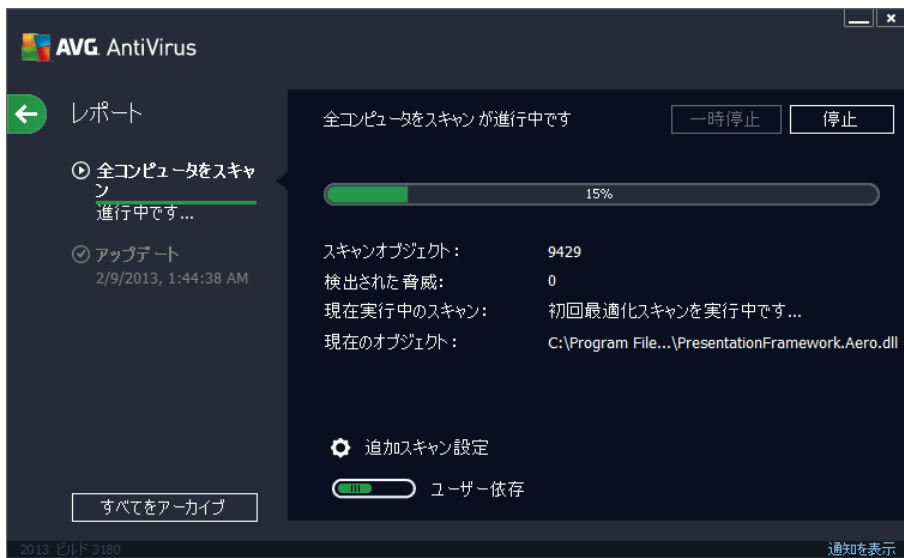 AVG. AntiVirus
レポート
全コンピュータをスキャ
ン
進行中です...
アップデート
2/9/2013, 1:44:38 AM
すべてをアーカイブ
全コンピュータをスキャン が進行中です
一時停止
停止
15%
スキャンオブジェクト: 9429
検出された脅威: 0
現在実行中のスキャン: 初回最適化スキャンを実行中です...
現在のオブジェクト: C:\Program File...\PresentationFramework.Aero.dll
追加スキャン設定
ユーザー依存
2013 ビルド 3180
通知を表示